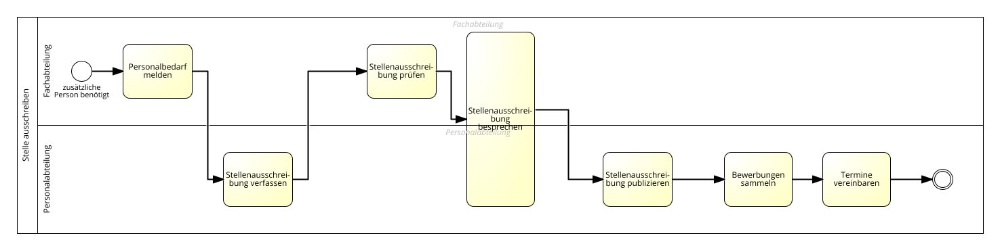 Stelle ausschreiben
Fachabteilung
Fachabteilung
zusätzliche
Person benötigt
Personalbedarf
melden
Stellenausschrei-
bung prüfen
Stellenausschrei-
bung
besprechen
Personalabteilung
Personalabteilung
Stellenausschrei-
bung verfassen
Stellenausschrei-
bung publizieren
Bewerbungen
sammeln
Termine
vereinbaren